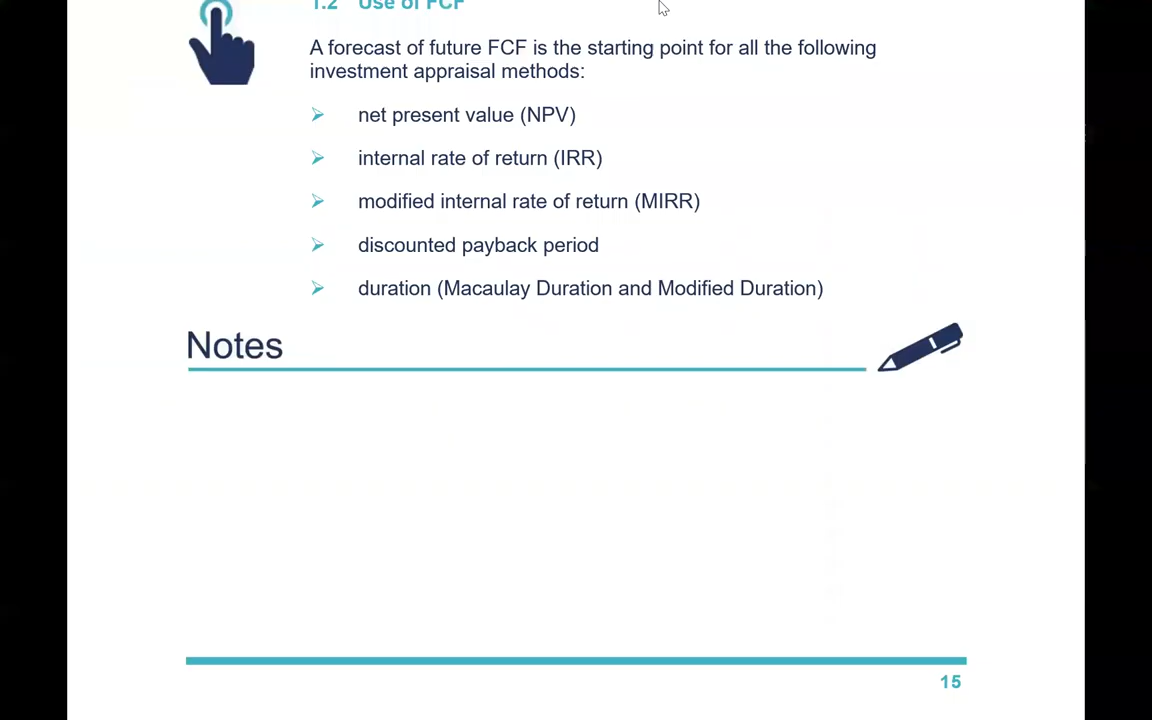 1.2 Use of FCF
A forecast of future FCF is the starting point for all the following
investment appraisal methods:
➢ net present value (NPV)
➢ internal rate of return (IRR)
➢ modified internal rate of return (MIRR)
➢ discounted payback period
➢ duration (Macaulay Duration and Modified Duration)
Notes
15